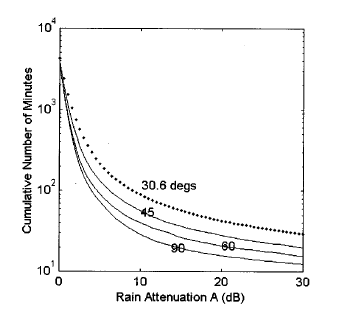 10^4
10^3
10^2
10^1
Cumulative Number of Minutes
30.6 degs
45
60
90
0 10 20 30
Rain Attenuation A (dB)